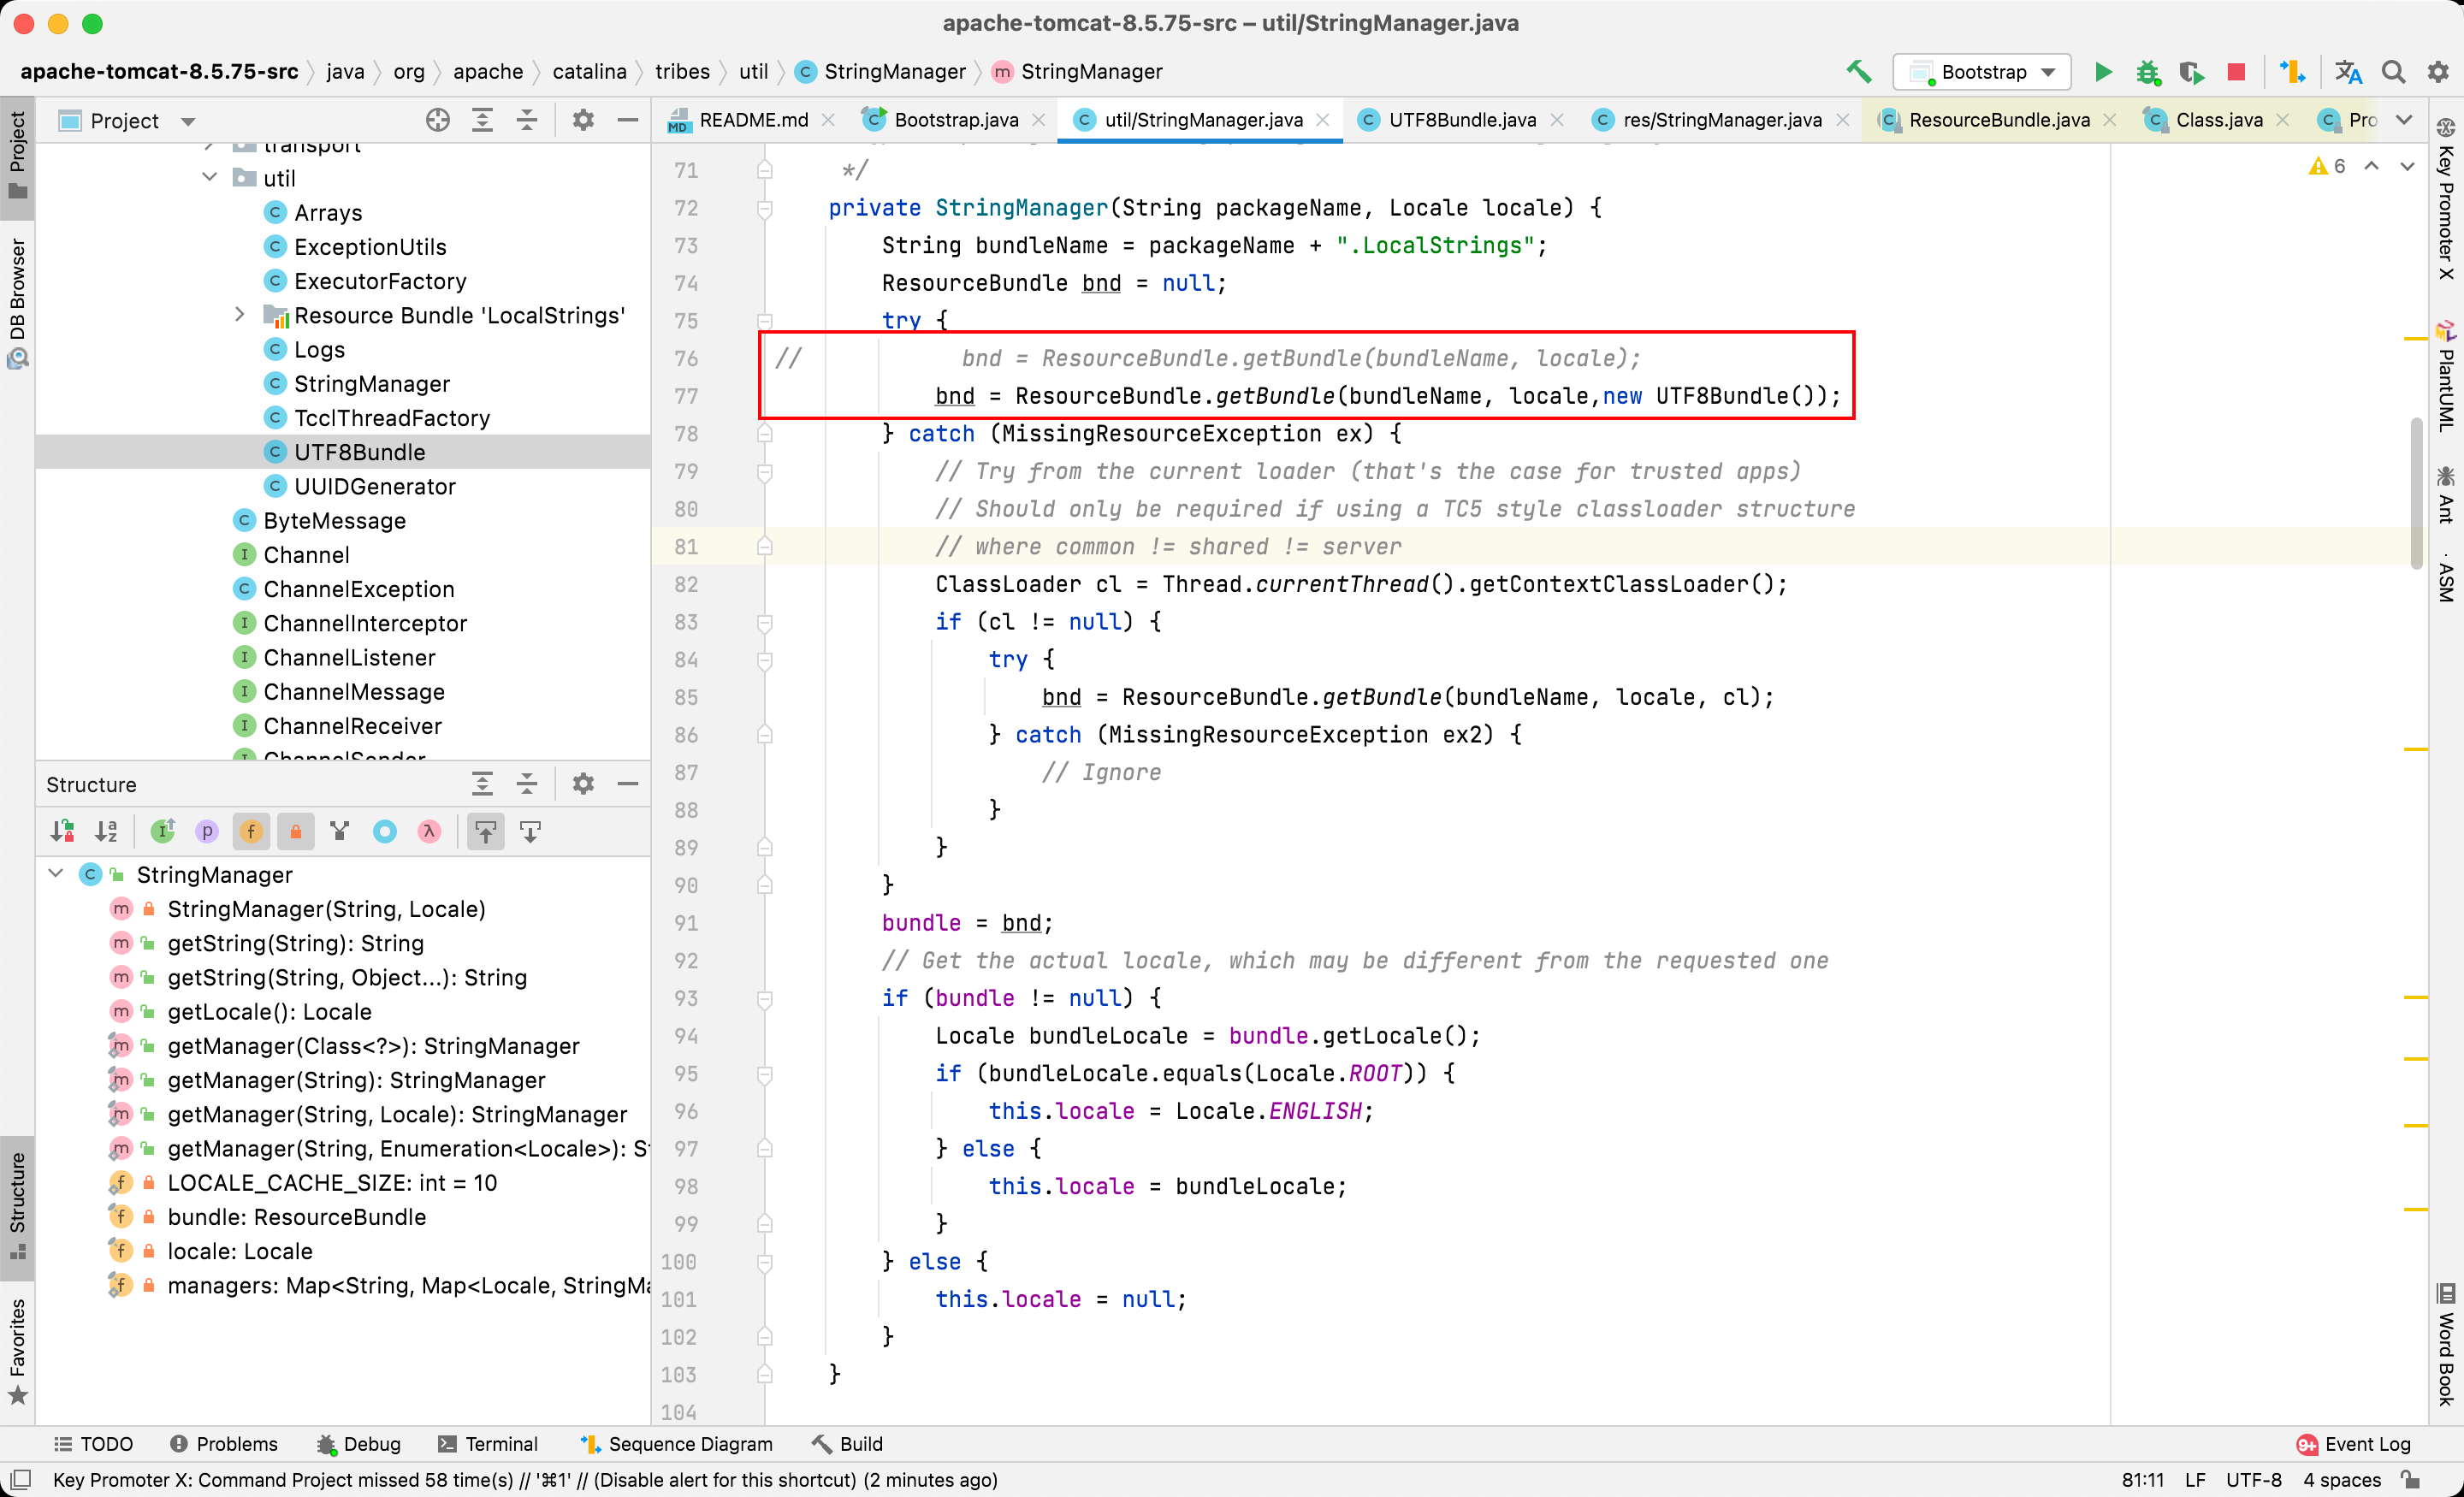 apache-tomcat-8.5.75-src – util/StringManager.java
apache-tomcat-8.5.75-src java org apache catalina tribes util StringManager StringManager
Bootstrap
Project
README.md Bootstrap.java util/StringManager.java UTF8Bundle.java res/StringManager.java ResourceBundle.java Class.java Pro
Project
DB Browser
Structure
Favorites
transport
util
Arrays
ExceptionUtils
ExecutorFactory
Resource Bundle 'LocalStrings'
Logs
StringManager
TcclThreadFactory
UTF8Bundle
UUIDGenerator
ByteMessage
Channel
ChannelException
ChannelInterceptor
ChannelListener
ChannelMessage
ChannelReceiver
ChannelSender
Structure
StringManager
StringManager(String, Locale)
getString(String): String
getString(String, Object...): String
getLocale(): Locale
getManager(Class<?>): StringManager
getManager(String): StringManager
getManager(String, Locale): StringManager
getManager(String, Enumeration<Locale>): St
LOCALE_CACHE_SIZE: int = 10
bundle: ResourceBundle
locale: Locale
managers: Map<String, Map<Locale, StringMa
6
71 */
72 private StringManager(String packageName, Locale locale) {
73 String bundleName = packageName + ".LocalStrings";
74 ResourceBundle bnd = null;
75 try {
76 // bnd = ResourceBundle.getBundle(bundleName, locale);
77 bnd = ResourceBundle.getBundle(bundleName, locale,new UTF8Bundle());
78 } catch (MissingResourceException ex) {
79 // Try from the current loader (that's the case for trusted apps)
80 // Should only be required if using a TC5 style classloader structure
81 // where common != shared != server
82 ClassLoader cl = Thread.currentThread().getContextClassLoader();
83 if (cl != null) {
84 try {
85 bnd = ResourceBundle.getBundle(bundleName, locale, cl);
86 } catch (MissingResourceException ex2) {
87 // Ignore
88 }
89 }
90 }
91 bundle = bnd;
92 // Get the actual locale, which may be different from the requested one
93 if (bundle != null) {
94 Locale bundleLocale = bundle.getLocale();
95 if (bundleLocale.equals(Locale.ROOT)) {
96 this.locale = Locale.ENGLISH;
97 } else {
98 this.locale = bundleLocale;
99 }
100 } else {
101 this.locale = null;
102 }
103 }
104
Key Promoter X
PlantUML
Ant
ASM
Word Book
TODO Problems Debug Terminal Sequence Diagram Build 9+ Event Log
Key Promoter X: Command Project missed 58 time(s) // '⌘1' // (Disable alert for this shortcut) (2 minutes ago) 81:11 LF UTF-8 4 spaces